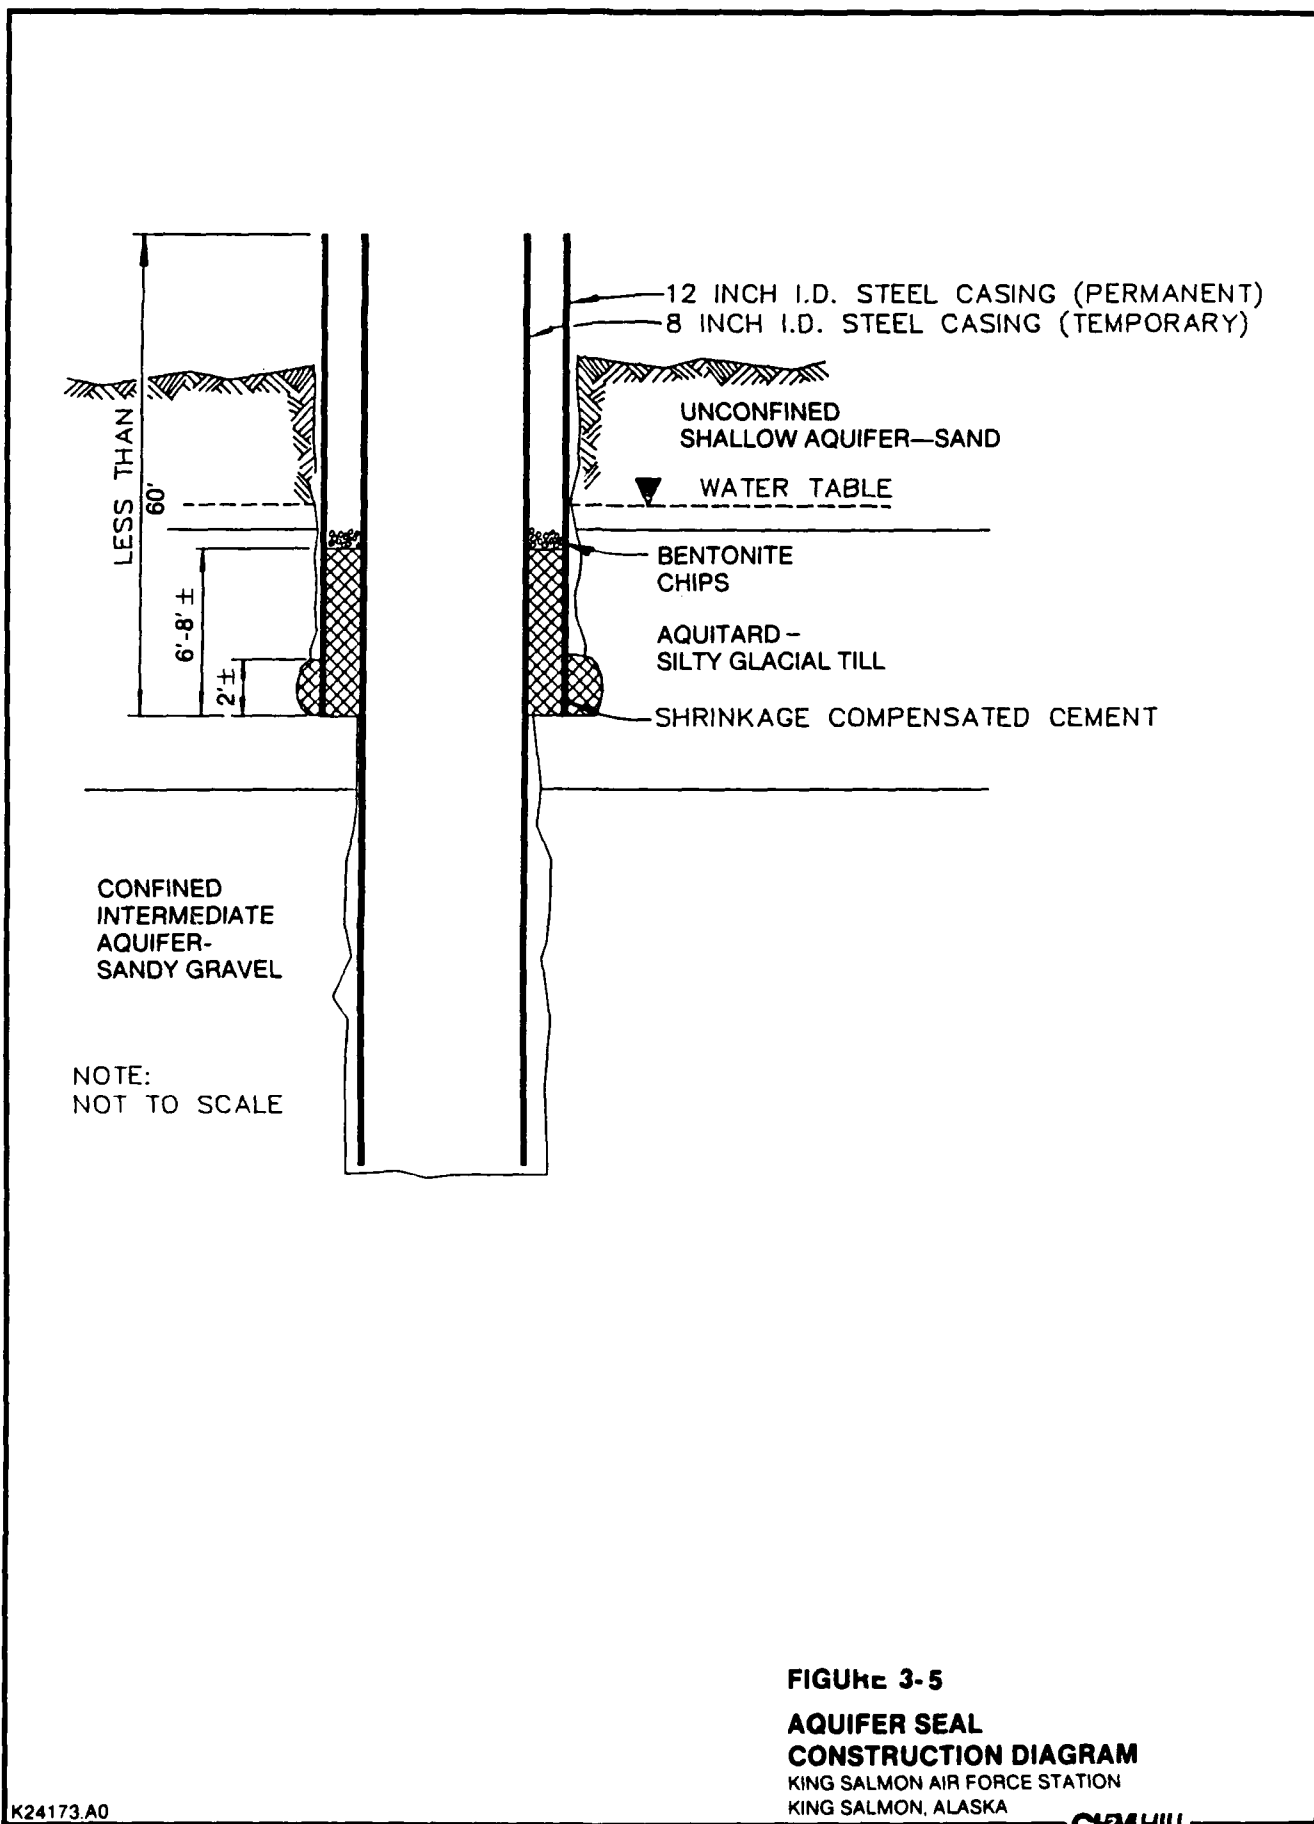 12 INCH I.D. STEEL CASING (PERMANENT)
8 INCH I.D. STEEL CASING (TEMPORARY)
LESS THAN
60'
UNCONFINED
SHALLOW AQUIFER—SAND
WATER TABLE
BENTONITE
CHIPS
6'-8' ±
2' ±
AQUITARD –
SILTY GLACIAL TILL
SHRINKAGE COMPENSATED CEMENT
CONFINED
INTERMEDIATE
AQUIFER-
SANDY GRAVEL
NOTE:
NOT TO SCALE
FIGURE 3-5
AQUIFER SEAL
CONSTRUCTION DIAGRAM
KING SALMON AIR FORCE STATION
KING SALMON, ALASKA
K24173.A0